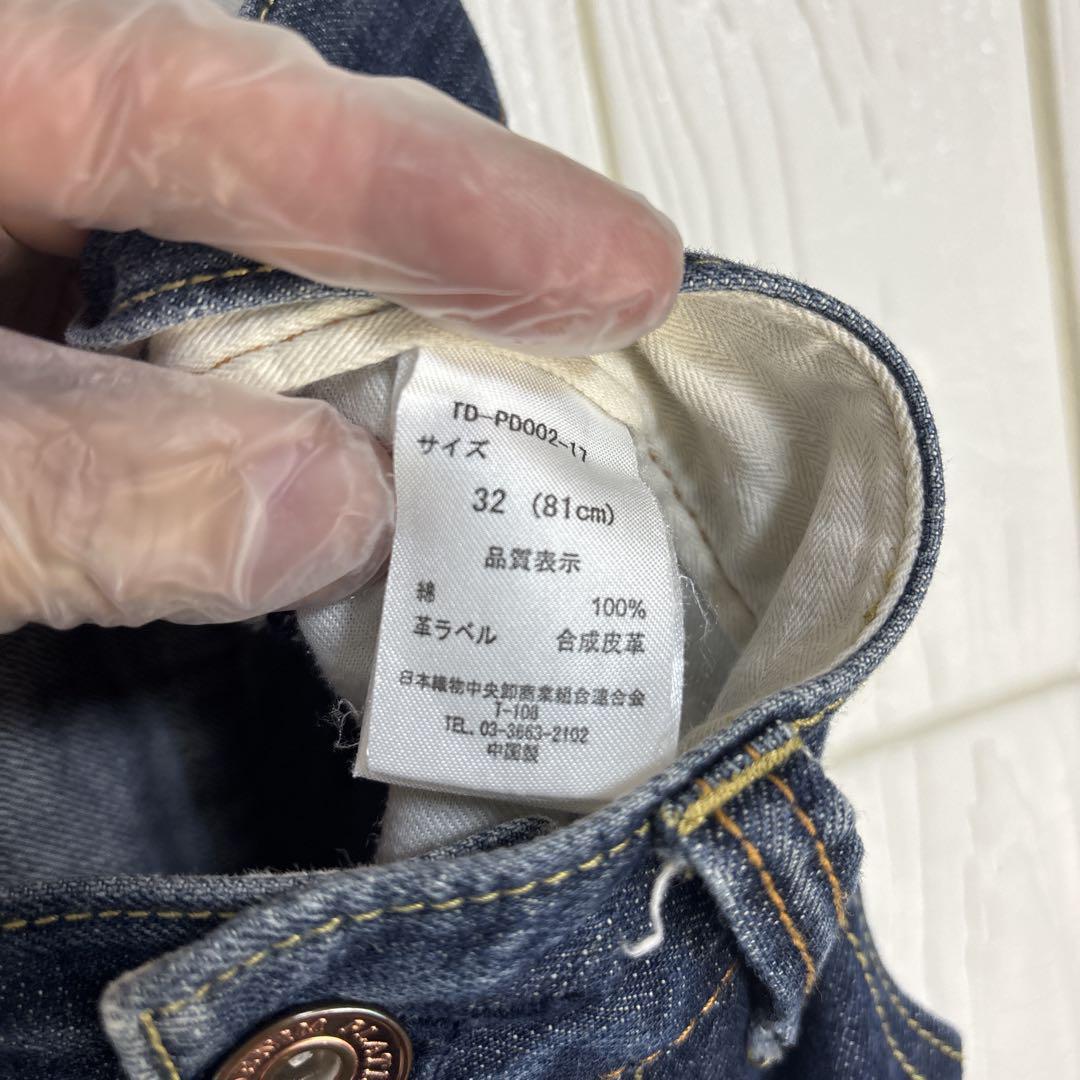 TD-PD002-17
サイズ
32 (81cm)
品質表示
綿 100%
革ラベル 合成皮革
日本織物中央卸商業組合連合会
T-108
TEL. 03-3663-2102
中国製